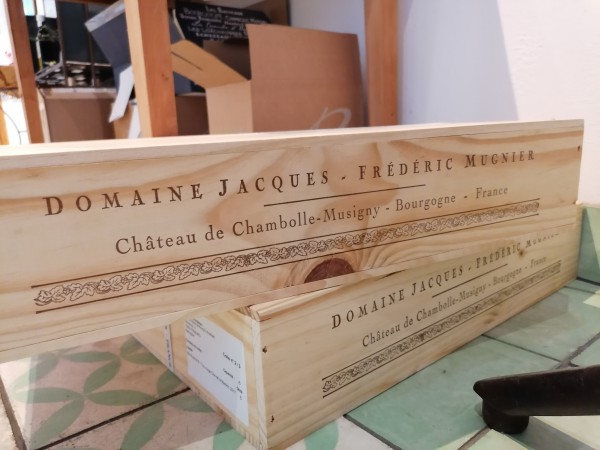 DOMAINE JACQUES - FRÉDÉRIC MUGNIER
Château de Chambolle-Musigny - Bourgogne - France
DOMAINE JACQUES - FRÉDÉRIC MUGNIER
Château de Chambolle-Musigny - Bourgogne - France